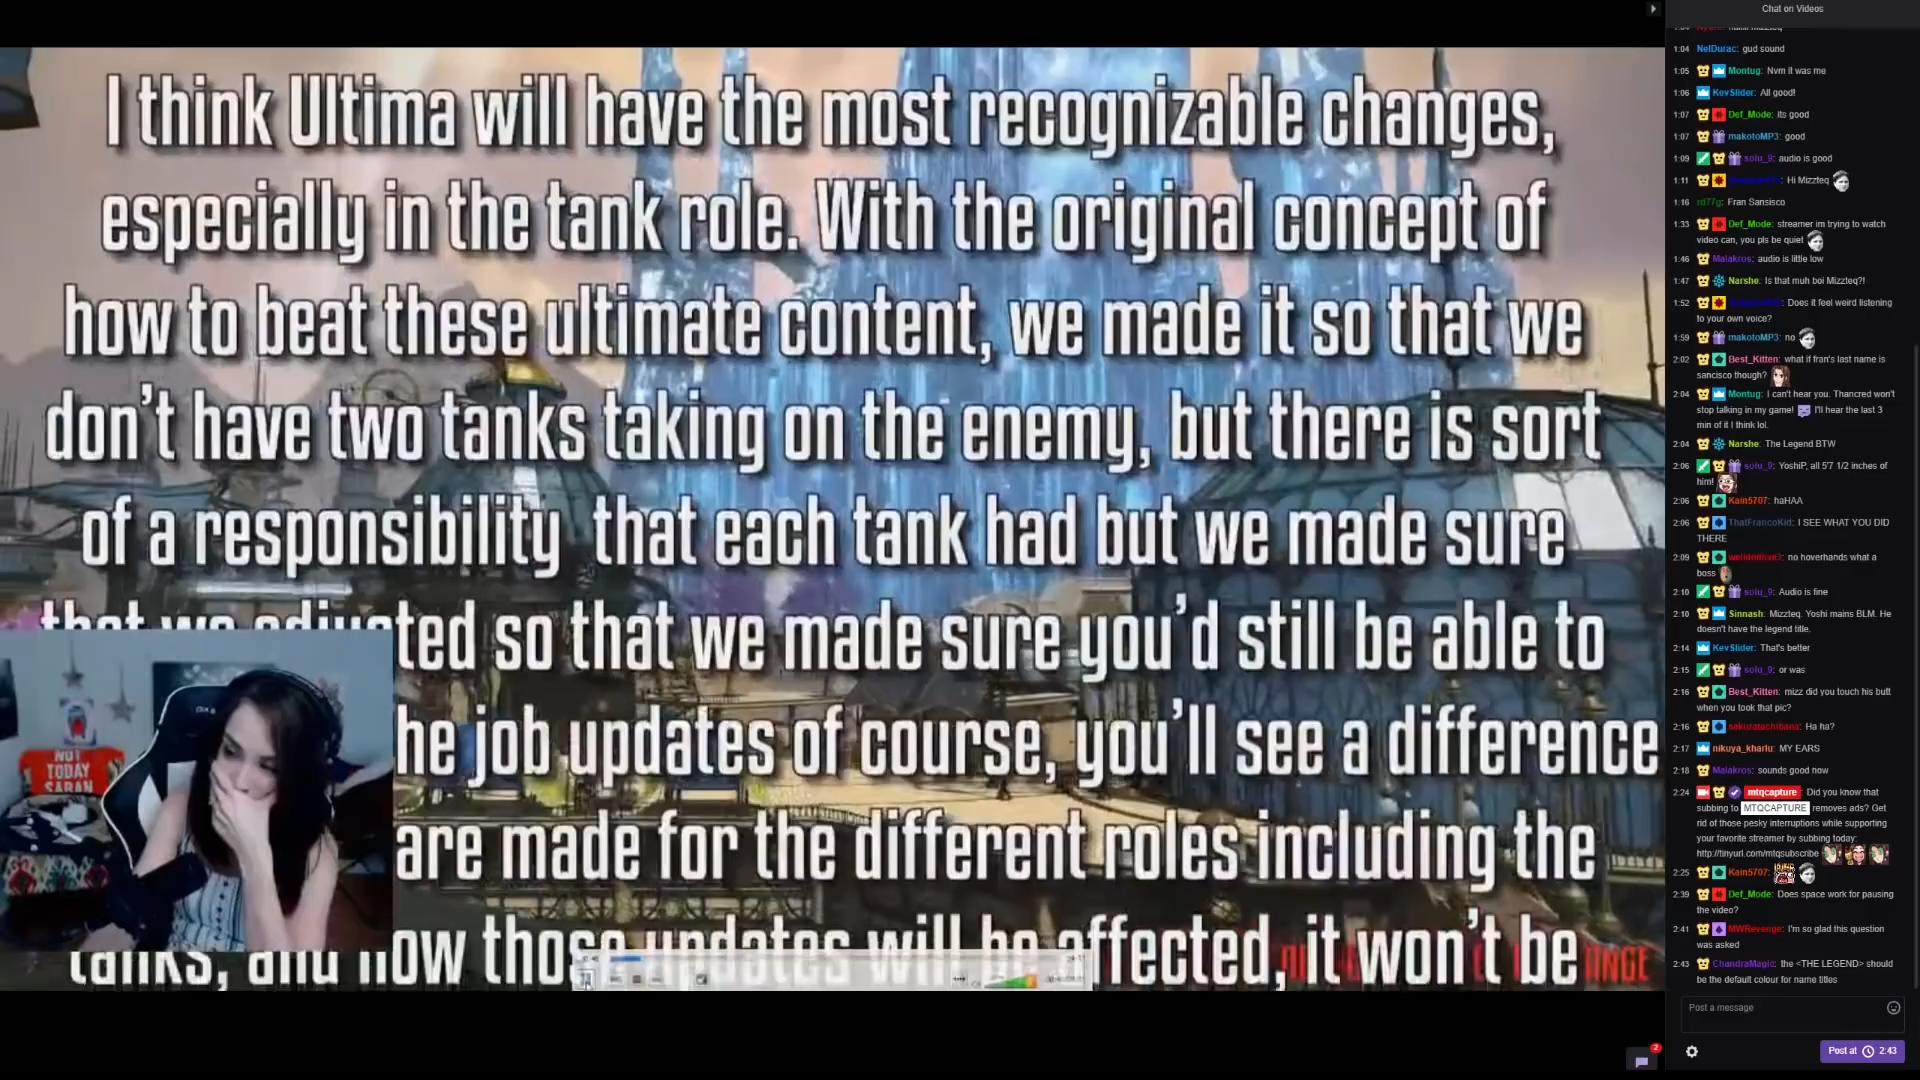 I think Ultima will have the most recognizable changes,
especially in the tank role. With the original concept of
how to beat these ultimate content, we made it so that we
don't have two tanks taking on the enemy, but there is sort
of a responsibility that each tank had but we made sure
that we adjusted so that we made sure you'd still be able to
he job updates of course, you'll see a difference
are made for the different roles including the
tanks, and how those updates will be affected, it won't be
NOT
TODAY
SATAN
Chat on Videos
1:04 NelDurac: gud sound
1:05 Montug: Nvm it was me
1:06 KevSlider: All good!
1:07 Def_Mode: its good
1:07 makotoMP3: good
1:09 solu_9: audio is good
1:11 Hi Mizzteq
1:16 rd77g: Fran Sansisco
1:33 Def_Mode: streamer im trying to watch
video can, you pls be quiet
1:46 Malakros: audio is little low
1:47 Narshe: Is that muh boi Mizzteq?!
1:52 Does it feel weird listening
to your own voice?
1:59 makotoMP3: no
2:02 Best_Kitten: what if fran's last name is
sancisco though?
2:04 Montug: I can't hear you. Thancred won't
stop talking in my game! I'll hear the last 3
min of it I think lol.
2:04 Narshe: The Legend BTW
2:06 solu_9: YoshiP, all 5'7 1/2 inches of
him!
2:06 Kain5707: haHAA
2:06 ThatFrancoKid: I SEE WHAT YOU DID
THERE
2:09 no hoverhands what a
boss
2:10 solu_9: Audio is fine
2:10 Sinnash: Mizzteq. Yoshi mains BLM. He
doesn't have the legend title.
2:14 KevSlider: That's better
2:15 solu_9: or was
2:16 Best_Kitten: mizz did you touch his butt
when you took that pic?
2:16 sakuratachibana: Ha ha?
2:17 nikuya_kharlu: MY EARS
2:18 Malakros: sounds good now
2:24 mtqcapture: Did you know that
subbing to MTQCAPTURE removes ads? Get
rid of those pesky interruptions while supporting
your favorite streamer by subbing today:
http://tinyurl.com/mtqsubscribe
2:25 Kain5707:
2:39 Def_Mode: Does space work for pausing
the video?
2:41 MWRevenge: I'm so glad this question
was asked
2:43 ChandraMagic: the <THE LEGEND> should
be the default colour for name titles
Post a message
Post at 2:43
2